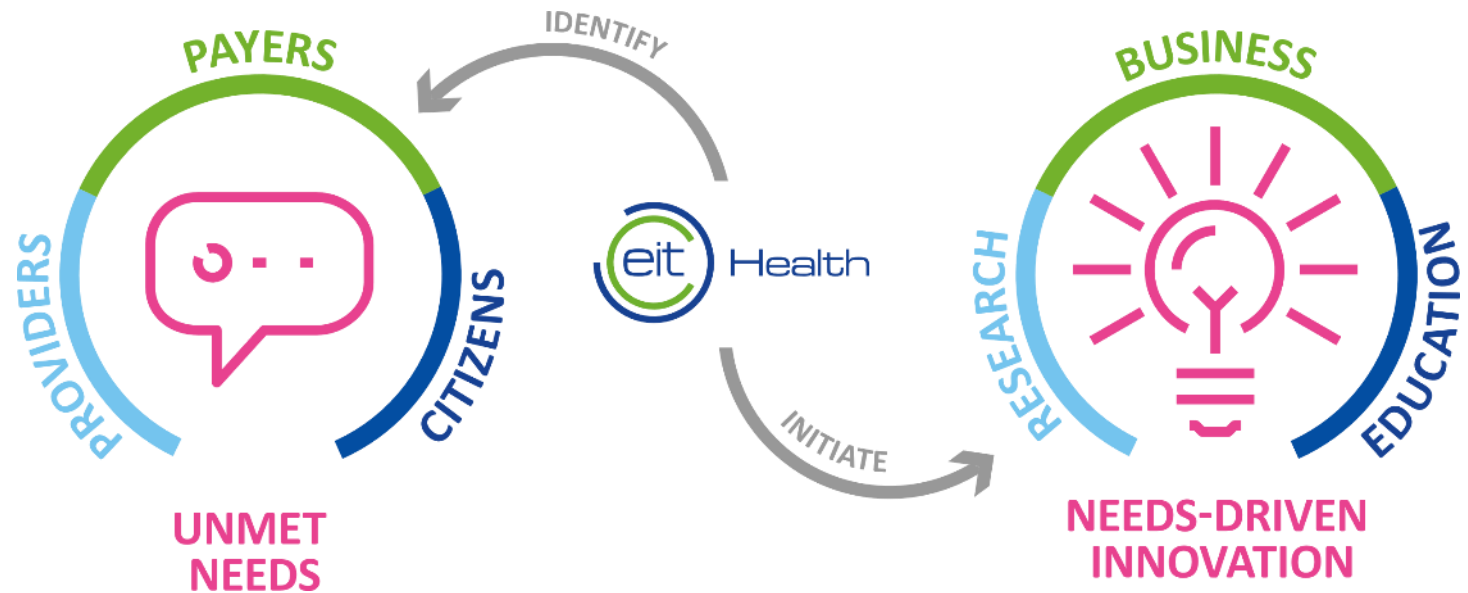 PAYERS
PROVIDERS
CITIZENS
UNMET
NEEDS
IDENTIFY
eit Health
INITIATE
BUSINESS
RESEARCH
EDUCATION
NEEDS-DRIVEN
INNOVATION